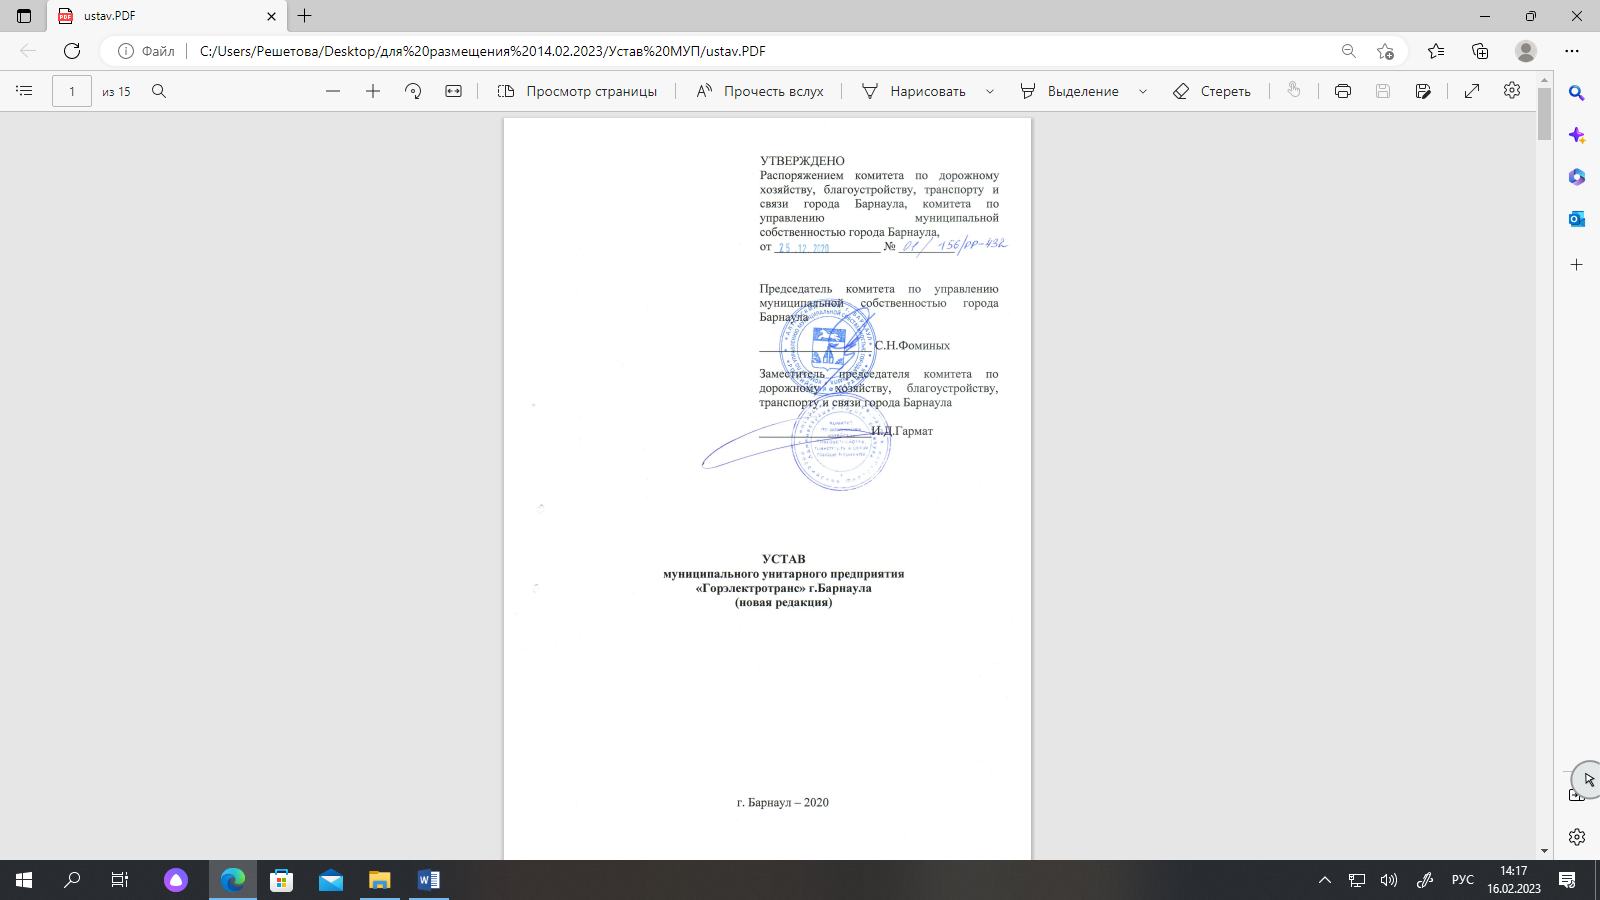 ustav.PDF
Файл
C:/Users/Решетова/Desktop/для%20размещения%2014.02.2023/Устав%20МУП/ustav.PDF
1 из 15
Просмотр страницы
Прочесть вслух
Нарисовать
Выделение
Стереть
УТВЕРЖДЕНО
Распоряжением комитета по дорожному
хозяйству, благоустройству, транспорту и
связи города Барнаула, комитета по
управлению муниципальной
собственностью города Барнаула,
от 25.12.2020 № 01/156/рр-432
Председатель комитета по управлению
муниципальной собственностью города
Барнаула
С.Н.Фоминых
Заместитель председателя комитета по
дорожному хозяйству, благоустройству,
транспорту и связи города Барнаула
И.Д.Гармат
УСТАВ
муниципального унитарного предприятия
«Горэлектротранс» г.Барнаула
(новая редакция)
г. Барнаул – 2020
РУС
14:17
16.02.2023